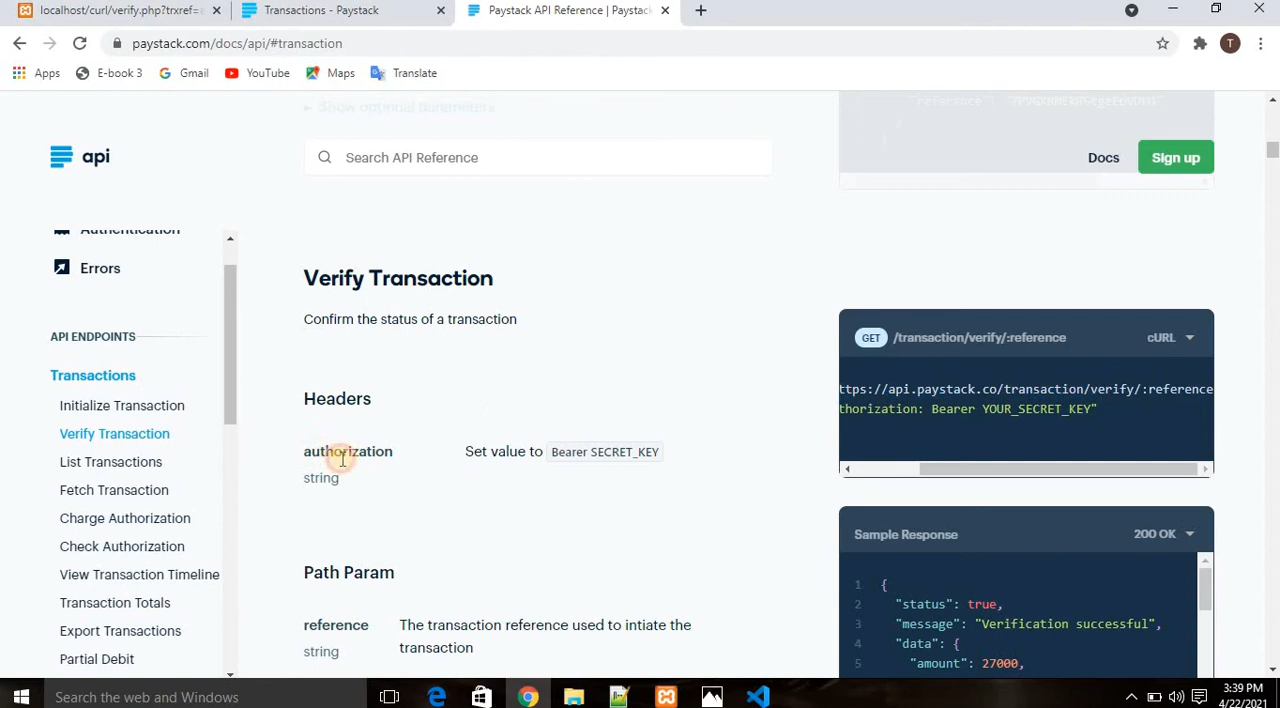 localhost/curl/verify.php?trxref=
Transactions - Paystack
Paystack API Reference | Paystack
paystack.com/docs/api/#transaction
T
Apps
E-book 3
Gmail
YouTube
Maps
Translate
Show optional parameters
"reference":
api
Search API Reference
Docs
Sign up
Authentication
Errors
API ENDPOINTS
Transactions
Initialize Transaction
Verify Transaction
List Transactions
Fetch Transaction
Charge Authorization
Check Authorization
View Transaction Timeline
Transaction Totals
Export Transactions
Partial Debit
Verify Transaction
Confirm the status of a transaction
Headers
authorization
string
Set value to Bearer SECRET_KEY
Path Param
reference
string
The transaction reference used to intiate the
transaction
GET /transaction/verify/:reference
cURL
ttps://api.paystack.co/transaction/verify/:reference
thorization: Bearer YOUR_SECRET_KEY"
Sample Response
200 OK
1 {
2 "status": true,
3 "message": "Verification successful",
4 "data": {
5 "amount": 27000,
Search the web and Windows
3:39 PM
4/22/2021